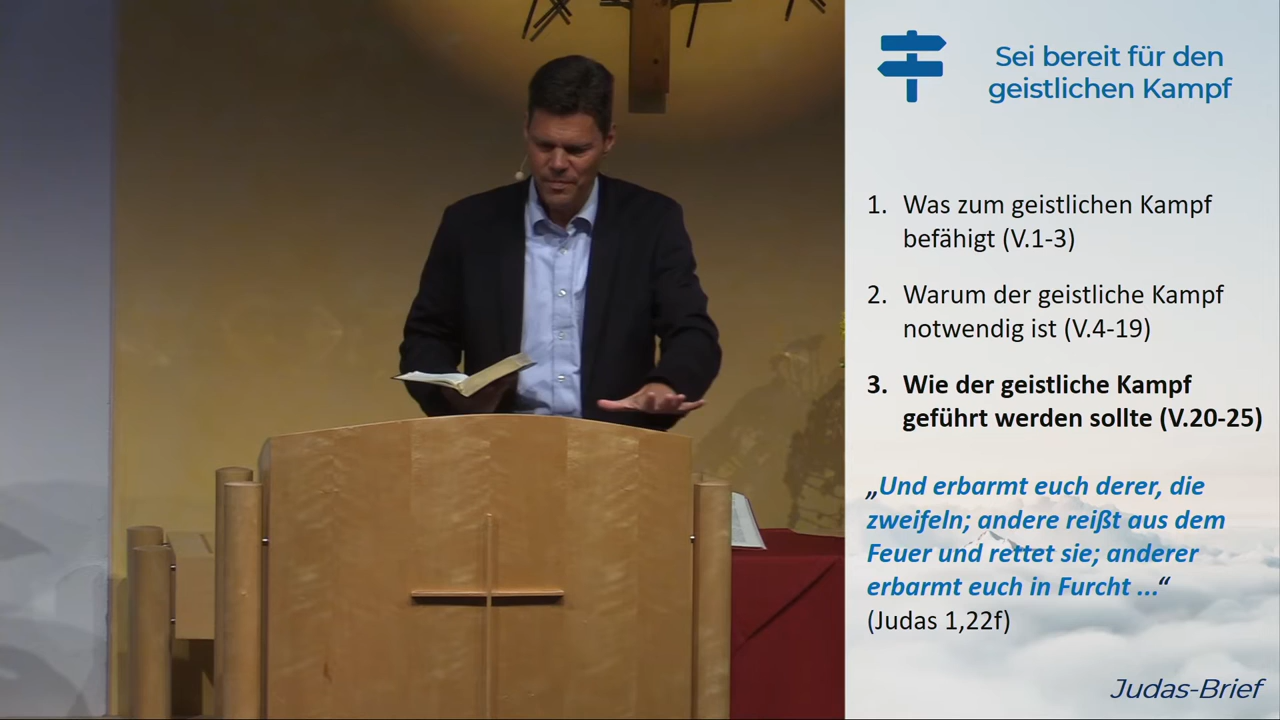 Sei bereit für den
geistlichen Kampf
1. Was zum geistlichen Kampf
befähigt (V.1-3)
2. Warum der geistliche Kampf
notwendig ist (V.4-19)
3. Wie der geistliche Kampf
geführt werden sollte (V.20-25)
„Und erbarmt euch derer, die
zweifeln; andere reißt aus dem
Feuer und rettet sie; anderer
erbarmt euch in Furcht ...“
(Judas 1,22f)
Judas-Brief